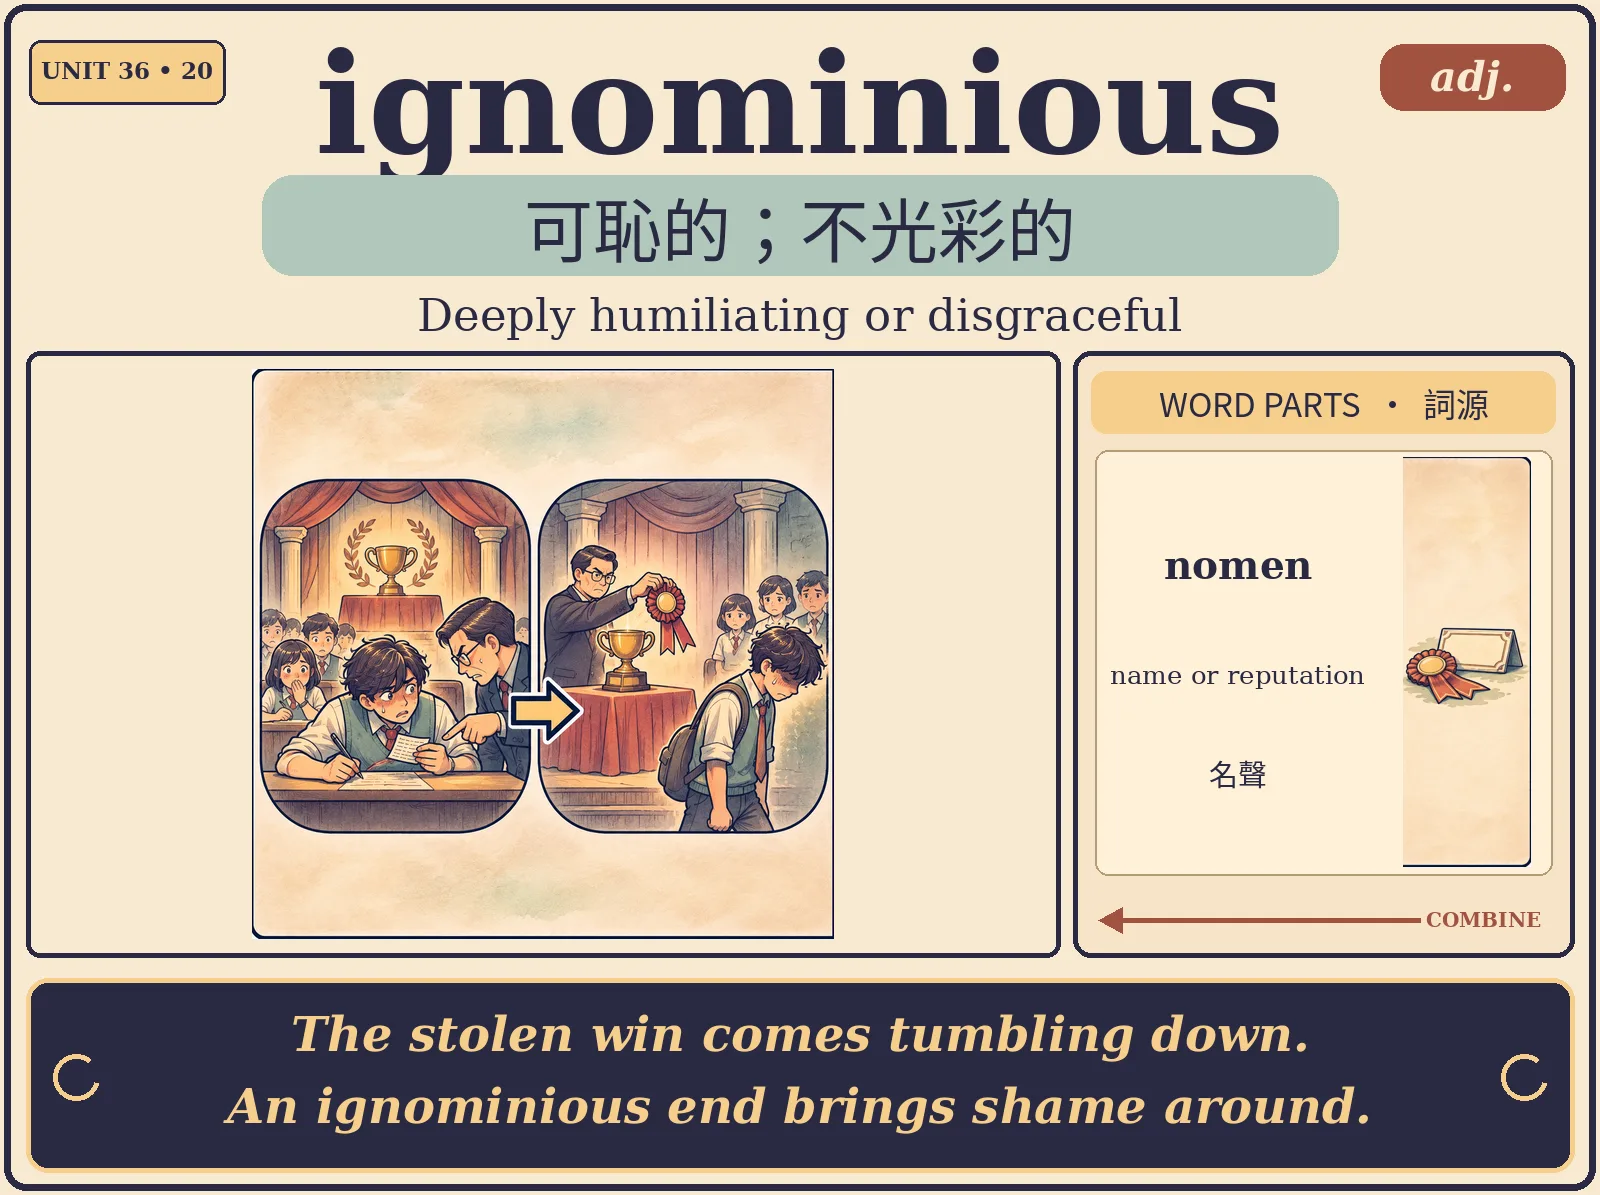 UNIT 36 • 20
ignominious
adj.
可恥的；不光彩的
Deeply humiliating or disgraceful
WORD PARTS • 詞源
nomen
name or reputation
名聲
COMBINE
The stolen win comes tumbling down.
An ignominious end brings shame around.